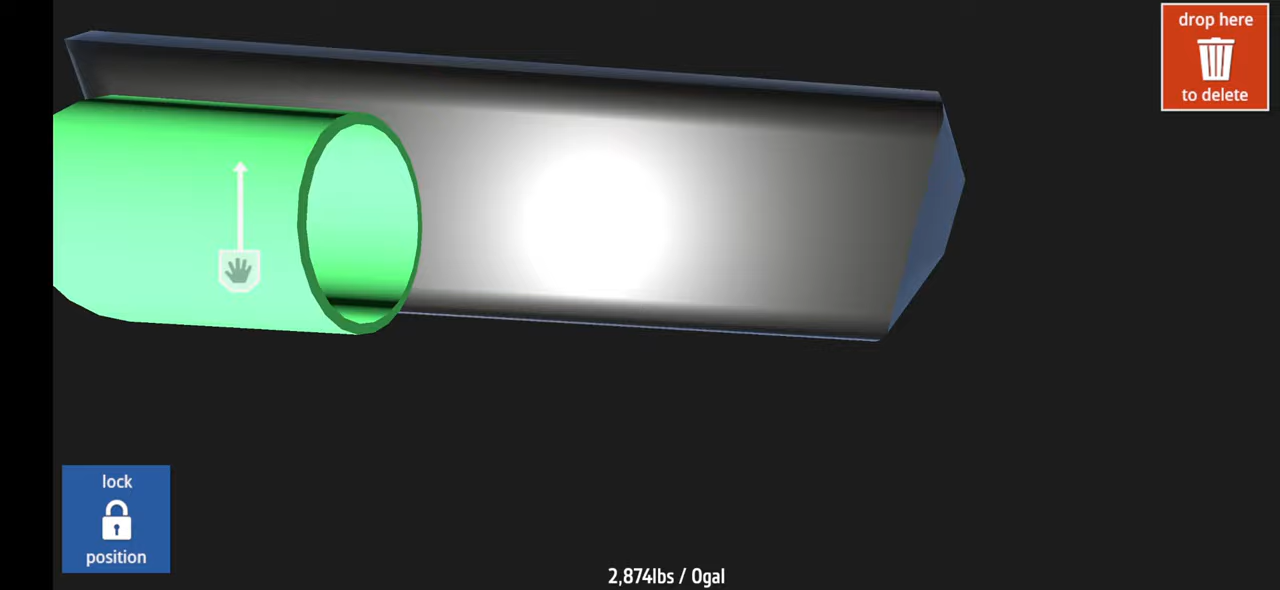 drop here
to delete
lock
position
2,874lbs / 0gal